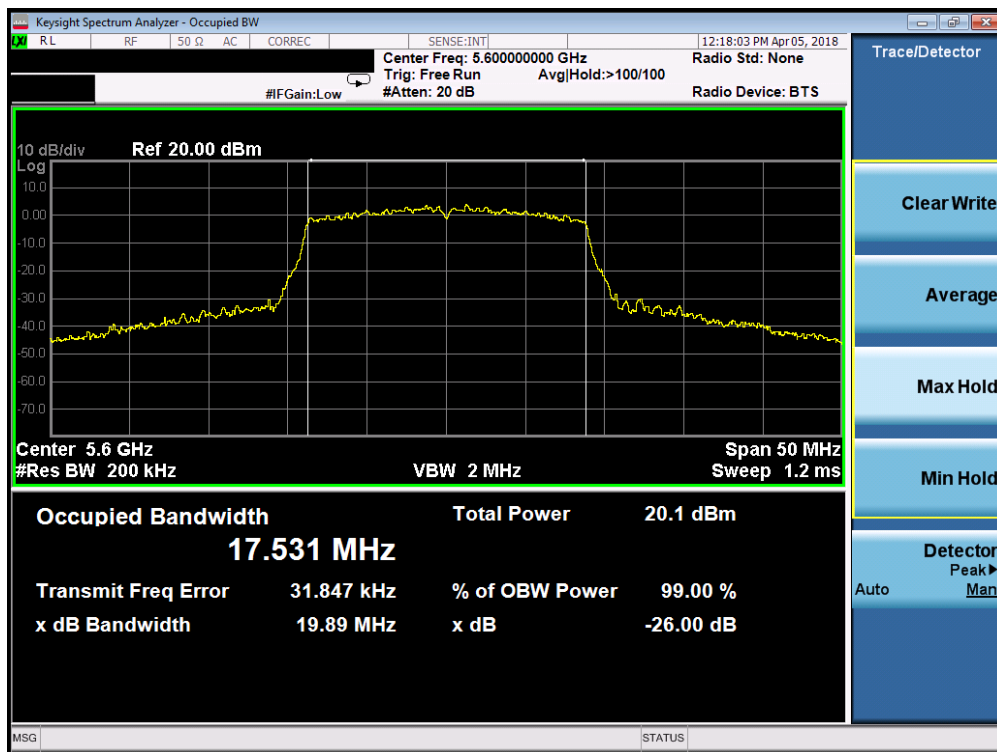 Keysight Spectrum Analyzer - Occupied BW
LXI RL RF 50 Ω AC CORREC SENSE:INT 12:18:03 PM Apr 05, 2018
Center Freq: 5.600000000 GHz Radio Std: None
Trig: Free Run Avg|Hold:>100/100
#IFGain:Low #Atten: 20 dB Radio Device: BTS
Trace/Detector
10 dB/div Ref 20.00 dBm
Log
10.0
0.00
-10.0
-20.0
-30.0
-40.0
-50.0
-60.0
-70.0
Center 5.6 GHz Span 50 MHz
#Res BW 200 kHz VBW 2 MHz Sweep 1.2 ms
Occupied Bandwidth Total Power 20.1 dBm
17.531 MHz
Transmit Freq Error 31.847 kHz % of OBW Power 99.00 %
x dB Bandwidth 19.89 MHz x dB -26.00 dB
Clear Write
Average
Max Hold
Min Hold
Detector
Peak▶
Auto Man
MSG STATUS